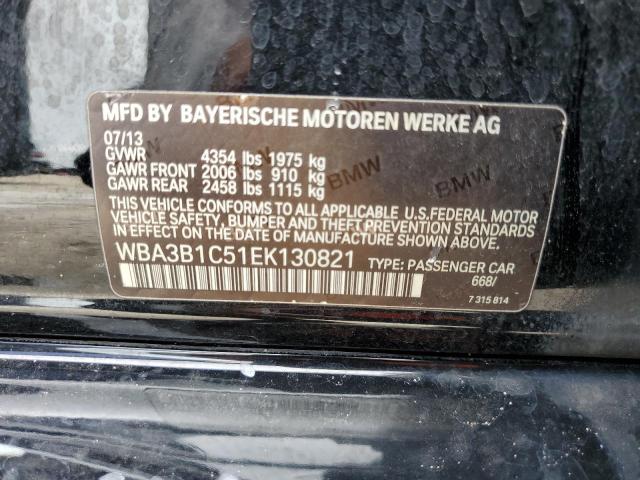 MFD BY BAYERISCHE MOTOREN WERKE AG
07/13
GVWR 4354 lbs 1975 kg
GAWR FRONT 2006 lbs 910 kg
GAWR REAR 2458 lbs 1115 kg
THIS VEHICLE CONFORMS TO ALL APPLICABLE U.S.FEDERAL MOTOR
VEHICLE SAFETY, BUMPER AND THEFT PREVENTION STANDARDS
IN EFFECT ON THE DATE OF MANUFACTURE SHOWN ABOVE.
WBA3B1C51EK130821 TYPE: PASSENGER CAR
668/
7 315 814
BMW
BMW